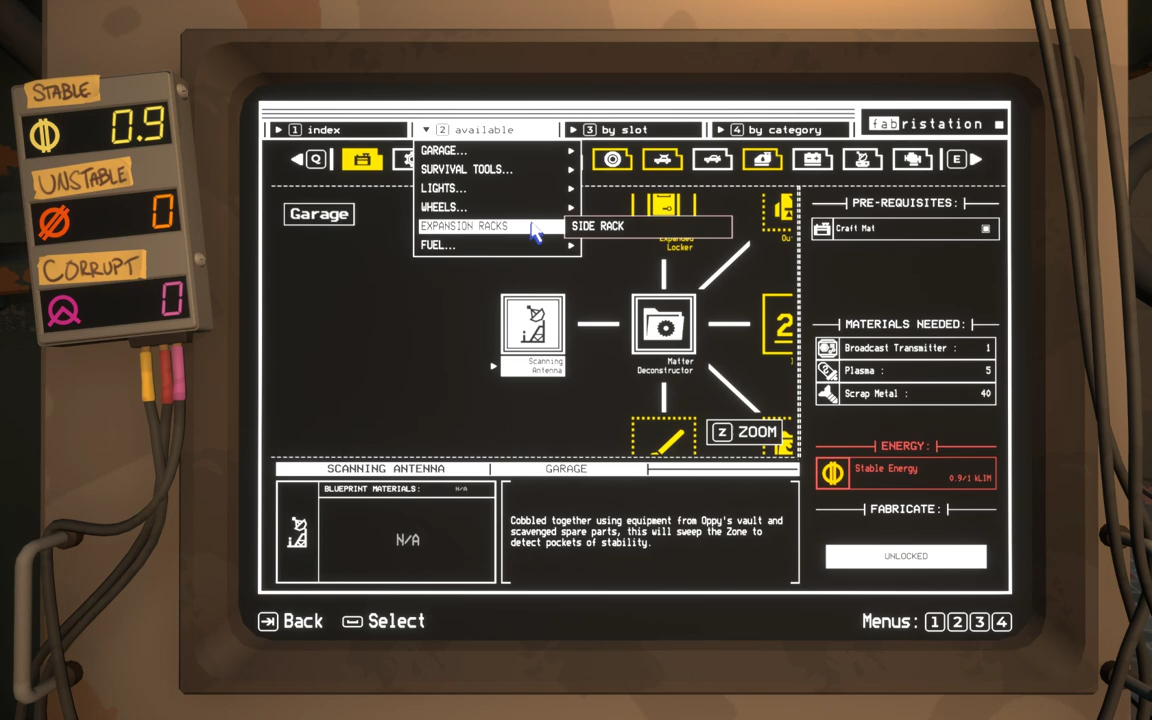 STABLE
0.9
UNSTABLE
0
CORRUPT
0
1 index
2 available
3 by slot
4 by category
fabristation
Q
E
GARAGE...
SURVIVAL TOOLS...
LIGHTS...
WHEELS...
EXPANSION RACKS
SIDE RACK
FUEL...
Garage
Expanded
Locker
Ou
Scanning
Antenna
Matter
Deconstructor
2
Z ZOOM
PRE-REQUISITES:
Craft Mat
MATERIALS NEEDED:
Broadcast Transmitter : 1
Plasma : 5
Scrap Metal : 40
ENERGY:
Stable Energy
0.9/1 kLIM
FABRICATE:
UNLOCKED
SCANNING ANTENNA
GARAGE
BLUEPRINT MATERIALS: N/A
N/A
Cobbled together using equipment from Oppy's vault and
scavenged spare parts, this will sweep the Zone to
detect pockets of stability.
Back
Select
Menus: 1 2 3 4